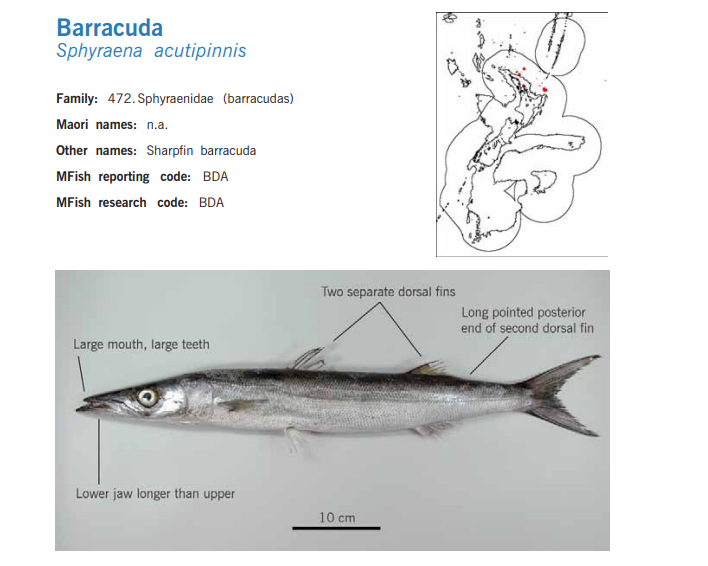 Barracuda
Sphyraena acutipinnis
Family: 472. Sphyraenidae (barracudas)
Maori names: n.a.
Other names: Sharpfin barracuda
MFish reporting code: BDA
MFish research code: BDA
Two separate dorsal fins
Long pointed posterior
end of second dorsal fin
Large mouth, large teeth
Lower jaw longer than upper
10 cm